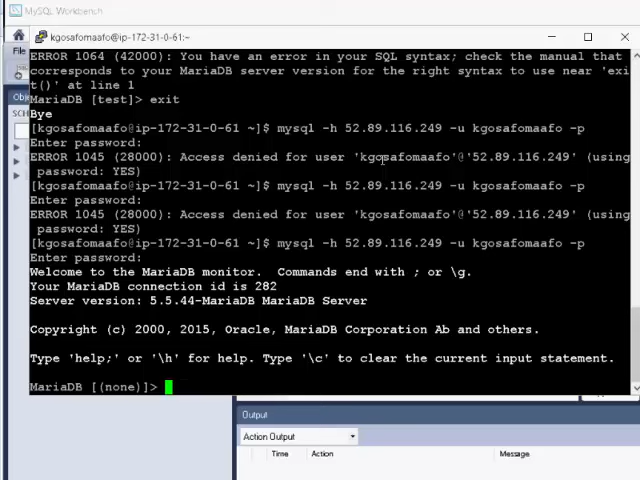 MySQL Workbench
kgosafomaafo@ip-172-31-0-61:~
File
ERROR 1064 (42000): You have an error in your SQL syntax; check the manual that
corresponds to your MariaDB server version for the right syntax to use near 'exi
t()' at line 1
MariaDB [test]> exit
Bye
[kgosafomaafo@ip-172-31-0-61 ~]$ mysql -h 52.89.116.249 -u kgosafomaafo -p
Enter password:
ERROR 1045 (28000): Access denied for user 'kgosafomaafo'@'52.89.116.249' (using
password: YES)
[kgosafomaafo@ip-172-31-0-61 ~]$ mysql -h 52.89.116.249 -u kgosafomaafo -p
Enter password:
ERROR 1045 (28000): Access denied for user 'kgosafomaafo'@'52.89.116.249' (using
password: YES)
[kgosafomaafo@ip-172-31-0-61 ~]$ mysql -h 52.89.116.249 -u kgosafomaafo -p
Enter password:
Welcome to the MariaDB monitor.  Commands end with ; or \g.
Your MariaDB connection id is 282
Server version: 5.5.44-MariaDB MariaDB Server
Copyright (c) 2000, 2015, Oracle, MariaDB Corporation Ab and others.
Type 'help;' or '\h' for help. Type '\c' to clear the current input statement.
MariaDB [(none)]>
Output
Action Output
Time Action Message